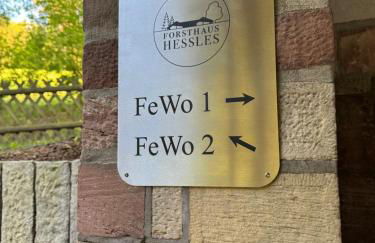 FORSTHAUS
HESSLES
FeWo 1 →
FeWo 2 ↖